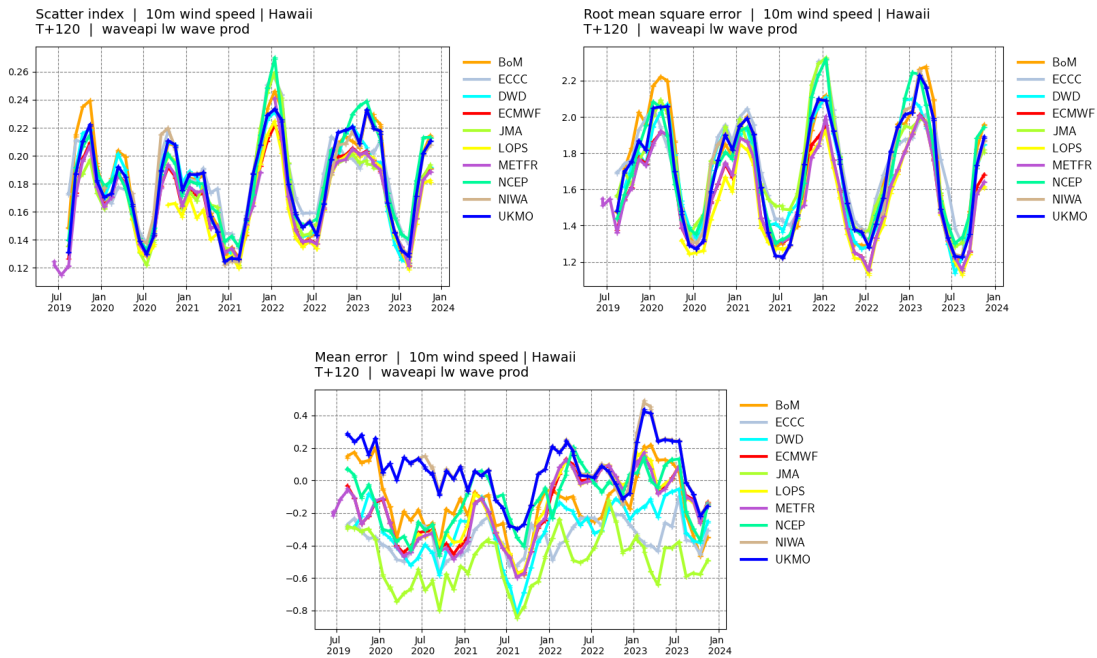 Scatter index | 10m wind speed | Hawaii
T+120 | waveapi lw wave prod
0.26
0.24
0.22
0.20
0.18
0.16
0.14
0.12
Jul 2019
Jan 2020
Jul 2020
Jan 2021
Jul 2021
Jan 2022
Jul 2022
Jan 2023
Jul 2023
Jan 2024
BoM
ECCC
DWD
ECMWF
JMA
LOPS
METFR
NCEP
NIWA
UKMO
Root mean square error | 10m wind speed | Hawaii
T+120 | waveapi lw wave prod
2.2
2.0
1.8
1.6
1.4
1.2
Jul 2019
Jan 2020
Jul 2020
Jan 2021
Jul 2021
Jan 2022
Jul 2022
Jan 2023
Jul 2023
Jan 2024
BoM
ECCC
DWD
ECMWF
JMA
LOPS
METFR
NCEP
NIWA
UKMO
Mean error | 10m wind speed | Hawaii
T+120 | waveapi lw wave prod
0.4
0.2
0.0
−0.2
−0.4
−0.6
−0.8
Jul 2019
Jan 2020
Jul 2020
Jan 2021
Jul 2021
Jan 2022
Jul 2022
Jan 2023
Jul 2023
Jan 2024
BoM
ECCC
DWD
ECMWF
JMA
LOPS
METFR
NCEP
NIWA
UKMO